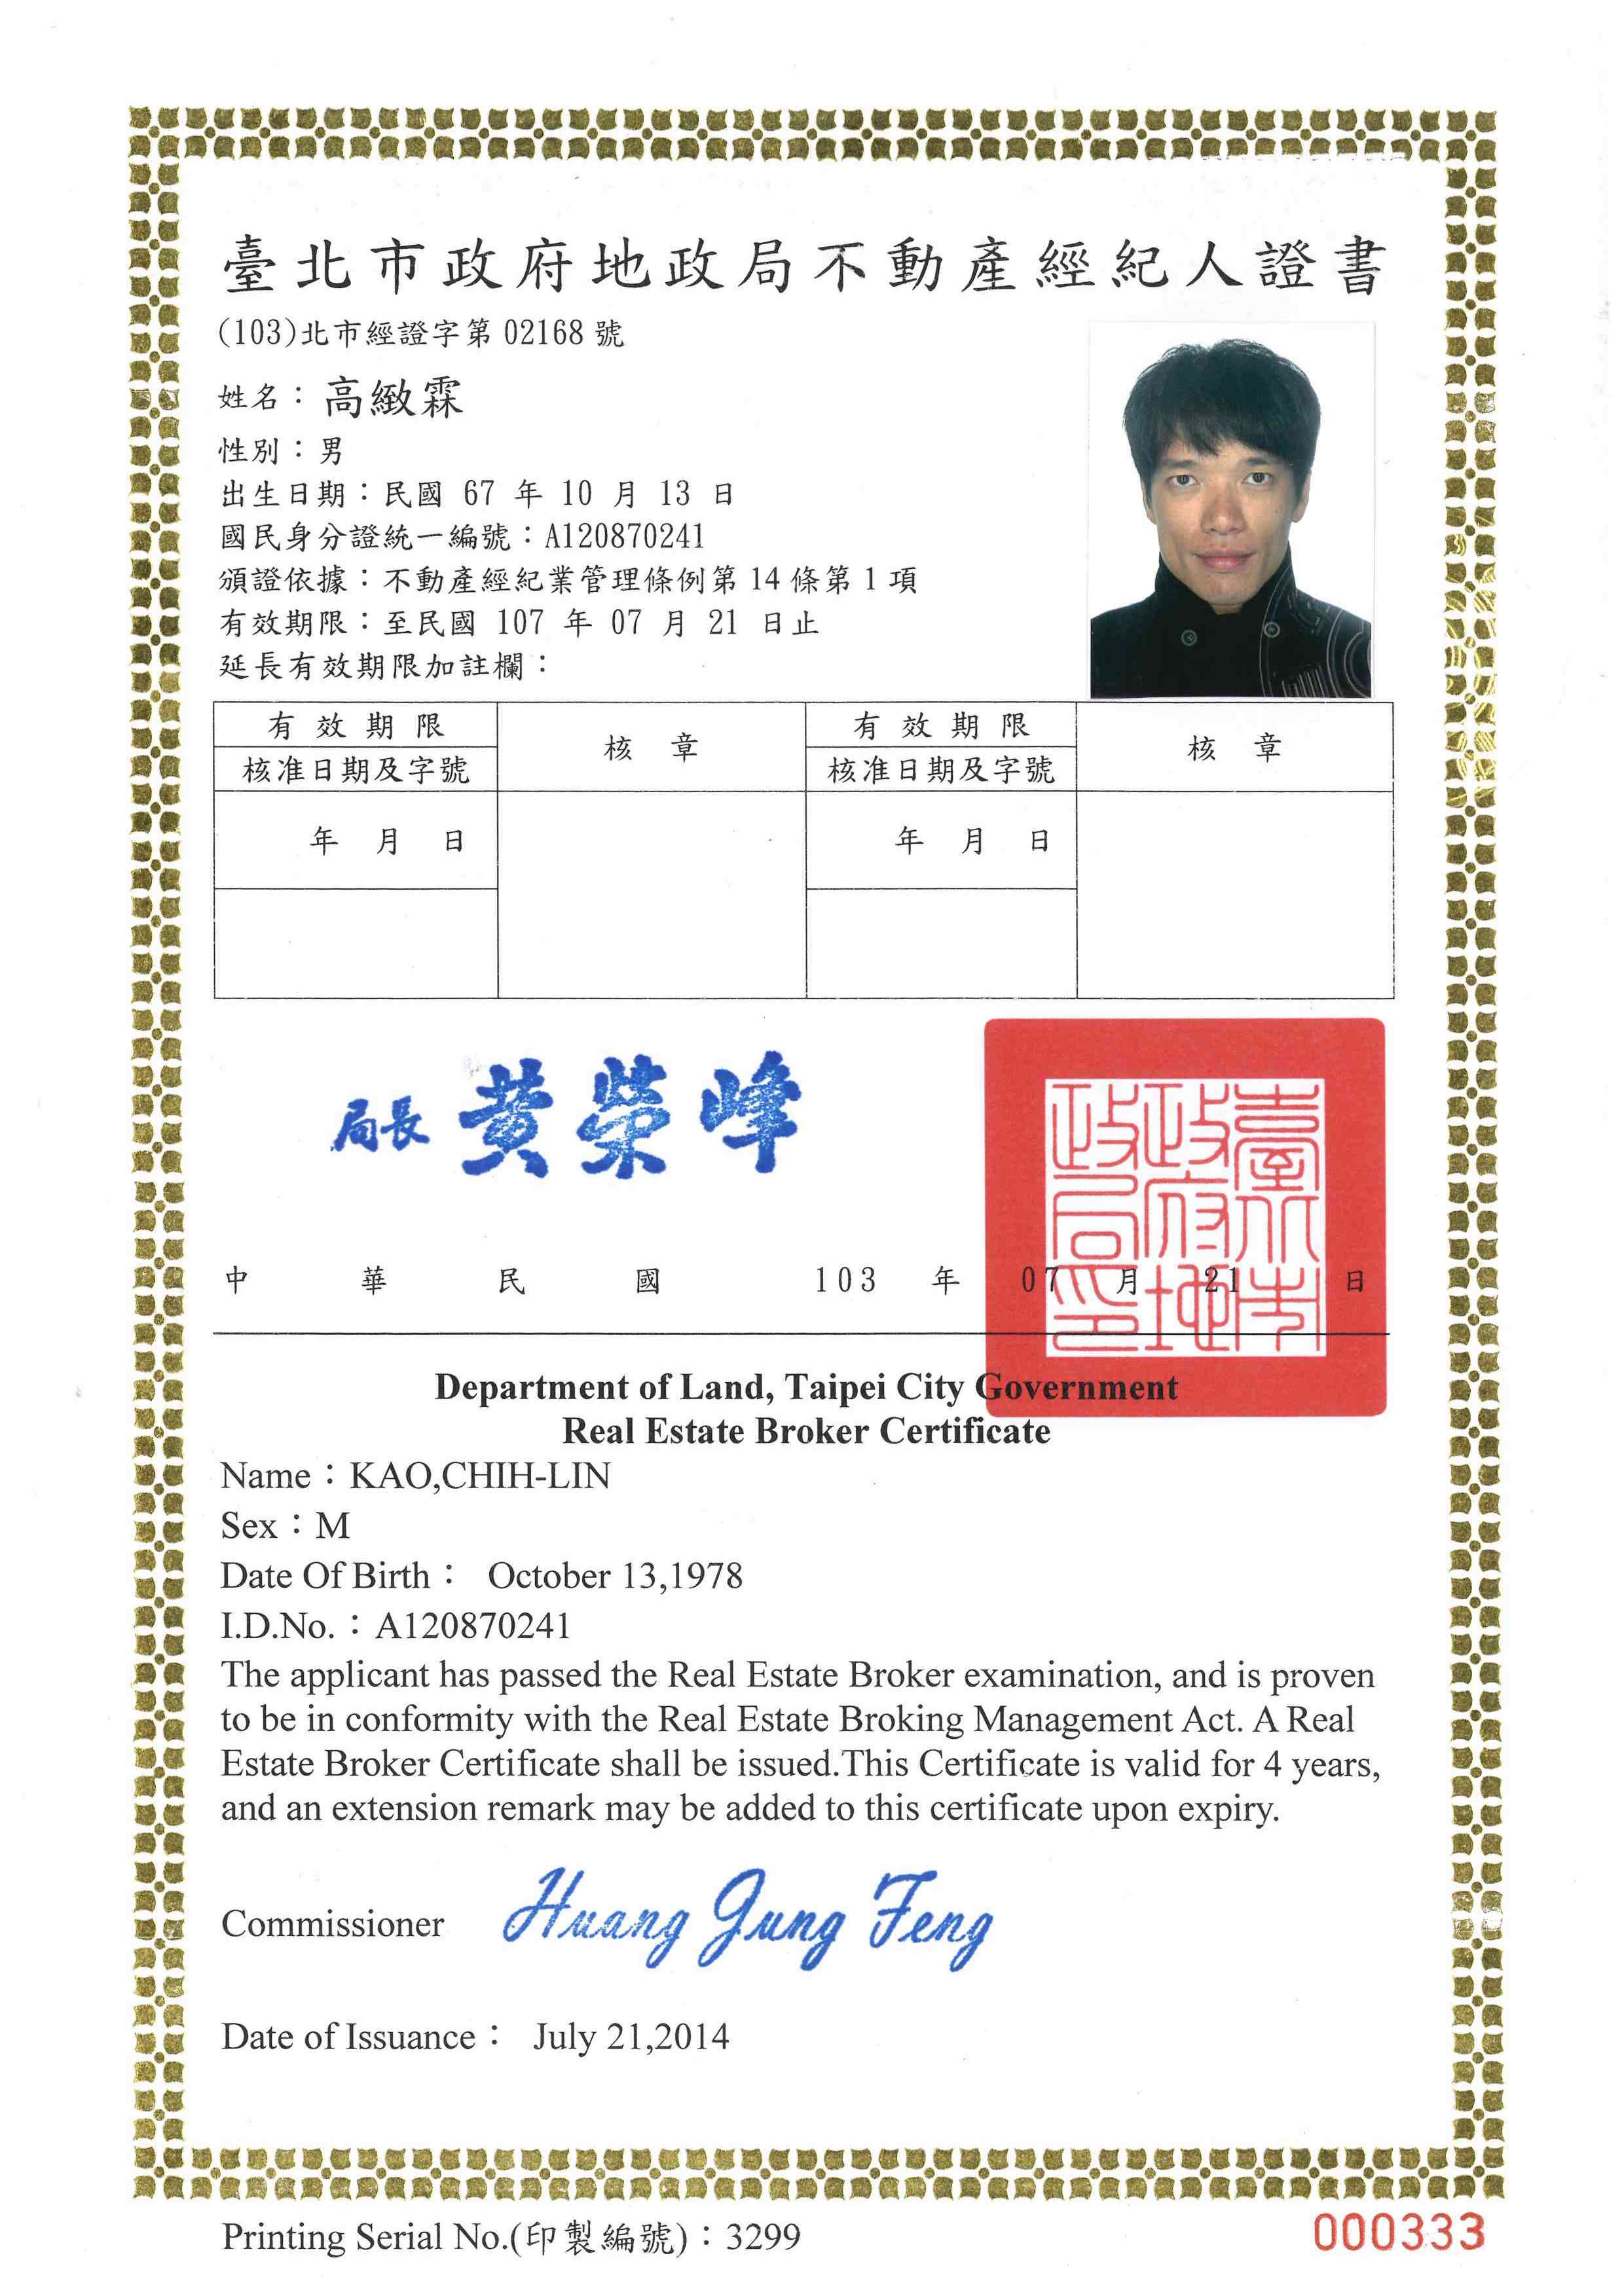 臺北市政府地政局不動產經紀人證書
(103)北市經證字第 02168 號
姓名：高緻霖
性別：男
出生日期：民國 67 年 10 月 13 日
國民身分證統一編號：A120870241
頒證依據：不動產經紀業管理條例第 14 條第 1 項
有效期限：至民國 107 年 07 月 21 日止
延長有效期限加註欄：
有效期限 核章 有效期限 核章
核准日期及字號 核准日期及字號
年 月 日 年 月 日
局長 黃榮峰
臺北市政府地政局印
中華民國 103 年 07 月 21 日
Department of Land, Taipei City Government
Real Estate Broker Certificate
Name：KAO,CHIH-LIN
Sex：M
Date Of Birth： October 13,1978
I.D.No.：A120870241
The applicant has passed the Real Estate Broker examination, and is proven
to be in conformity with the Real Estate Broking Management Act. A Real
Estate Broker Certificate shall be issued.This Certificate is valid for 4 years,
and an extension remark may be added to this certificate upon expiry.
Commissioner Huang Jung Feng
Date of Issuance： July 21,2014
Printing Serial No.(印製編號)：3299
000333